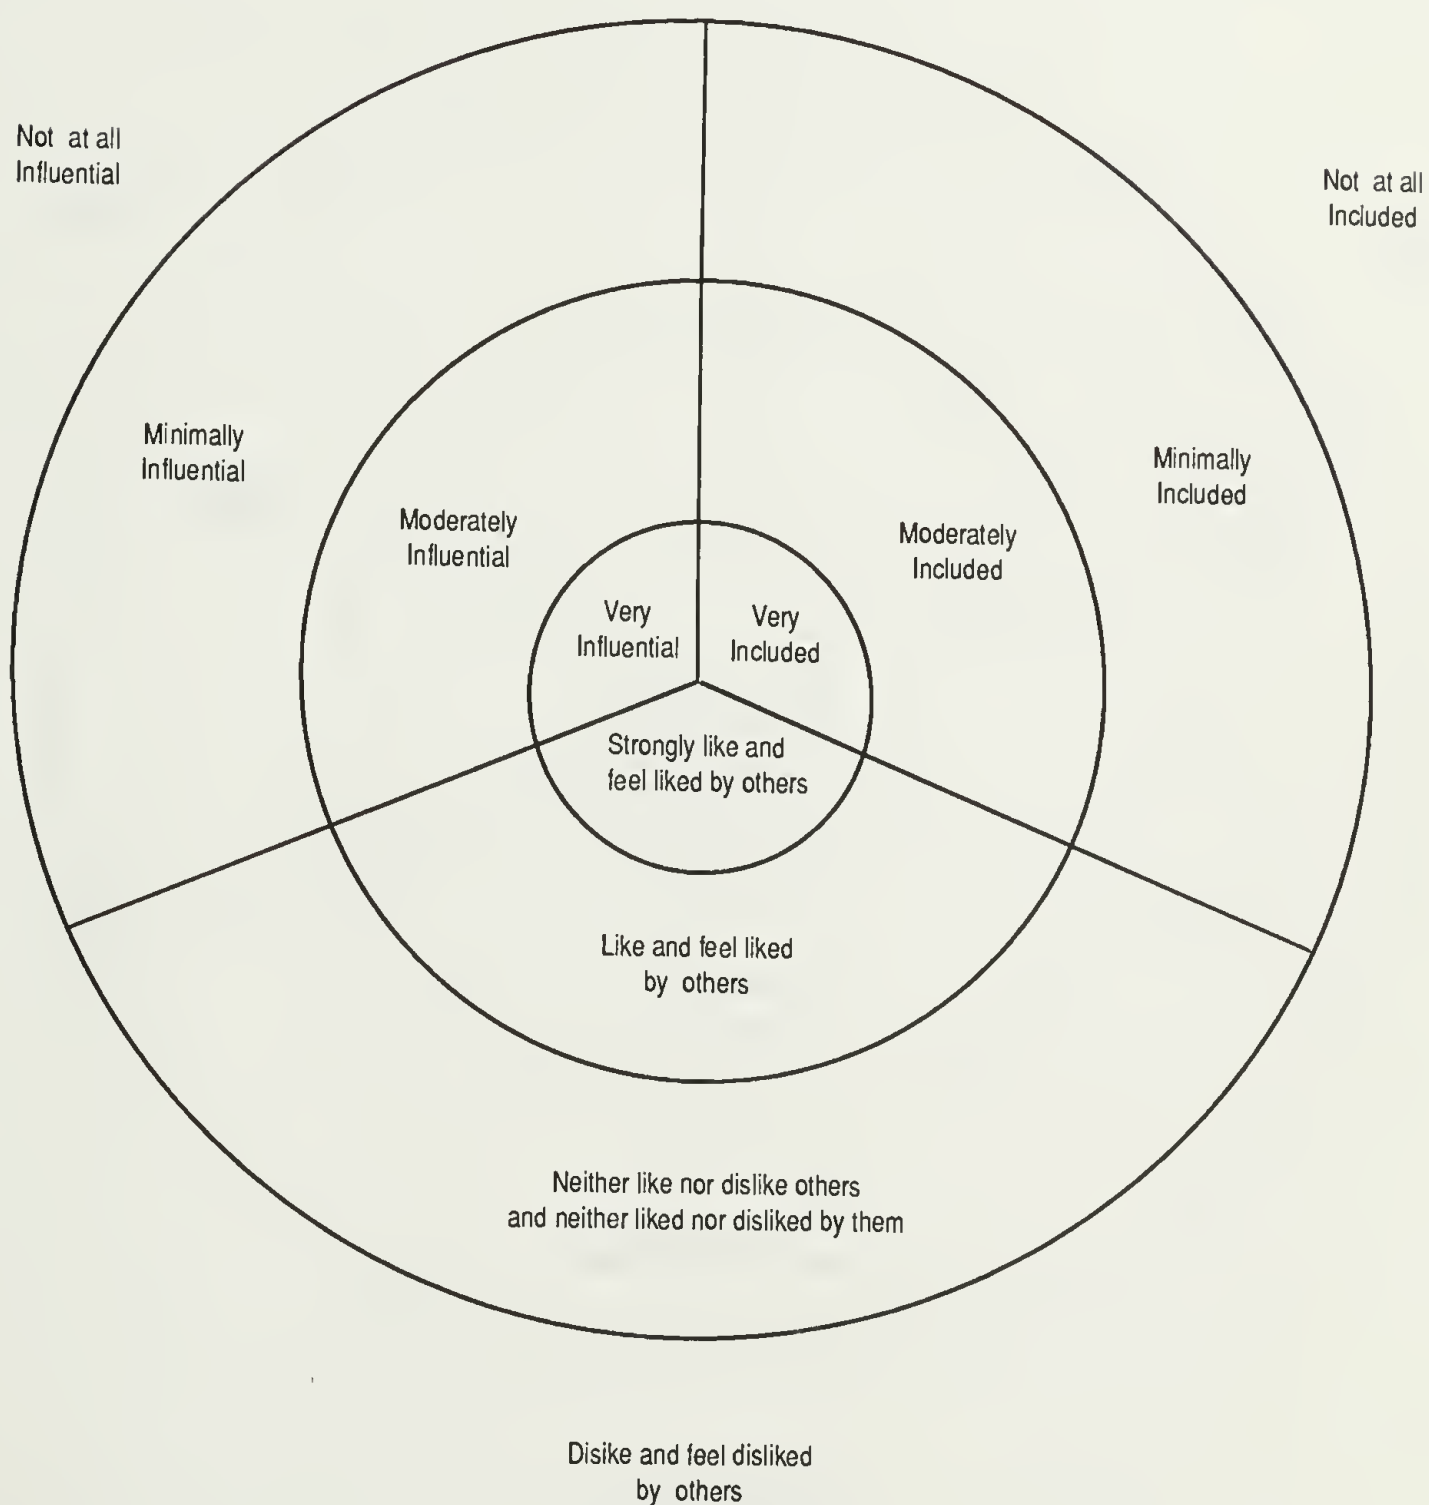 Not at all
Influential
Not at all
Included
Minimally
Influential
Minimally
Included
Moderately
Influential
Moderately
Included
Very
Influential
Very
Included
Strongly like and
feel liked by others
Like and feel liked
by others
Neither like nor dislike others
and neither liked nor disliked by them
Disike and feel disliked
by others